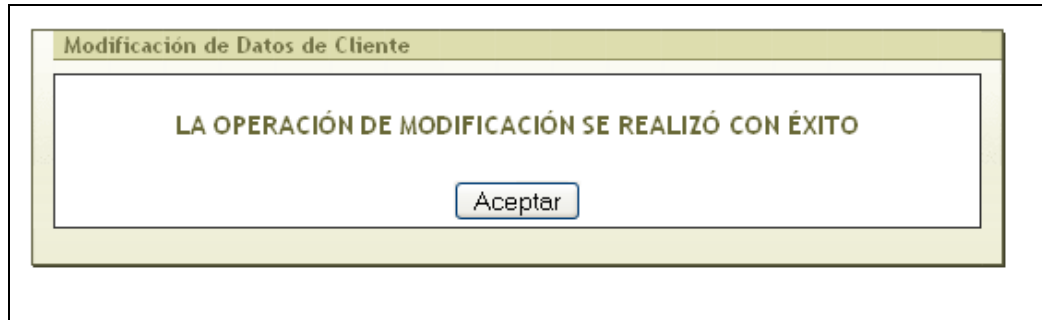 Modificación de Datos de Cliente
LA OPERACIÓN DE MODIFICACIÓN SE REALIZÓ CON ÉXITO
Aceptar